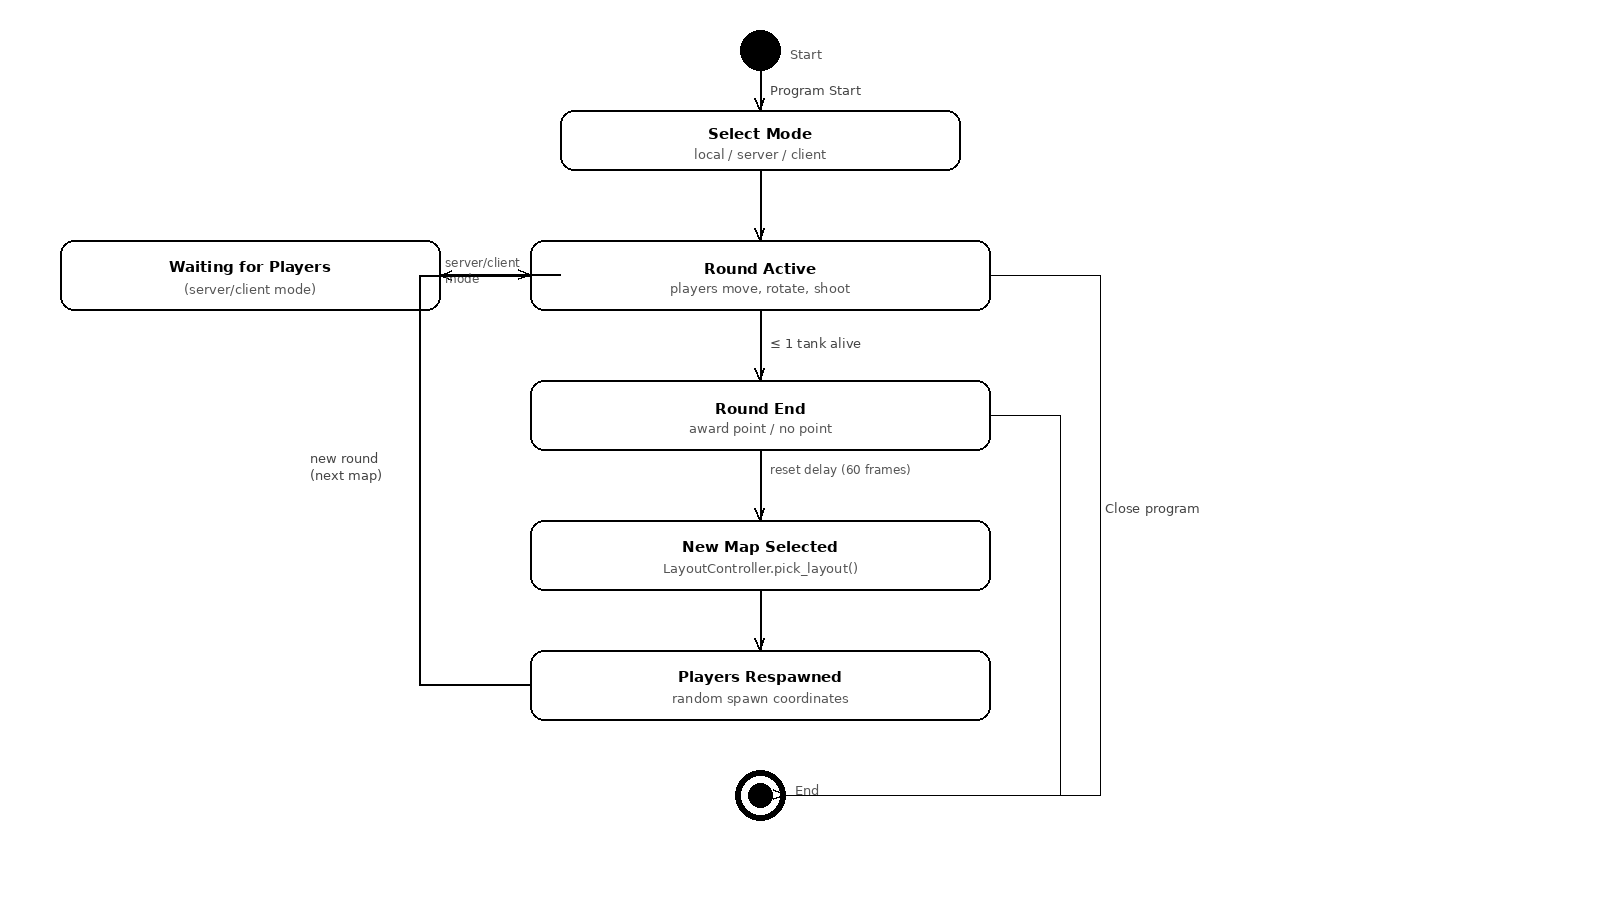 Start
Program Start
Select Mode
local / server / client
Waiting for Players
(server/client mode)
server/client
mode
Round Active
players move, rotate, shoot
≤ 1 tank alive
Round End
award point / no point
reset delay (60 frames)
new round
(next map)
Close program
New Map Selected
LayoutController.pick_layout()
Players Respawned
random spawn coordinates
End